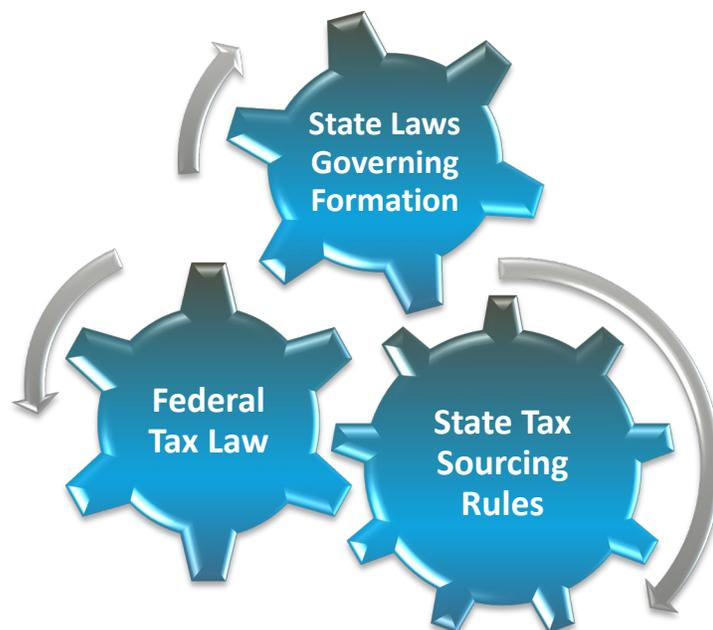 State Laws
Governing
Formation
Federal
Tax Law
State Tax
Sourcing
Rules